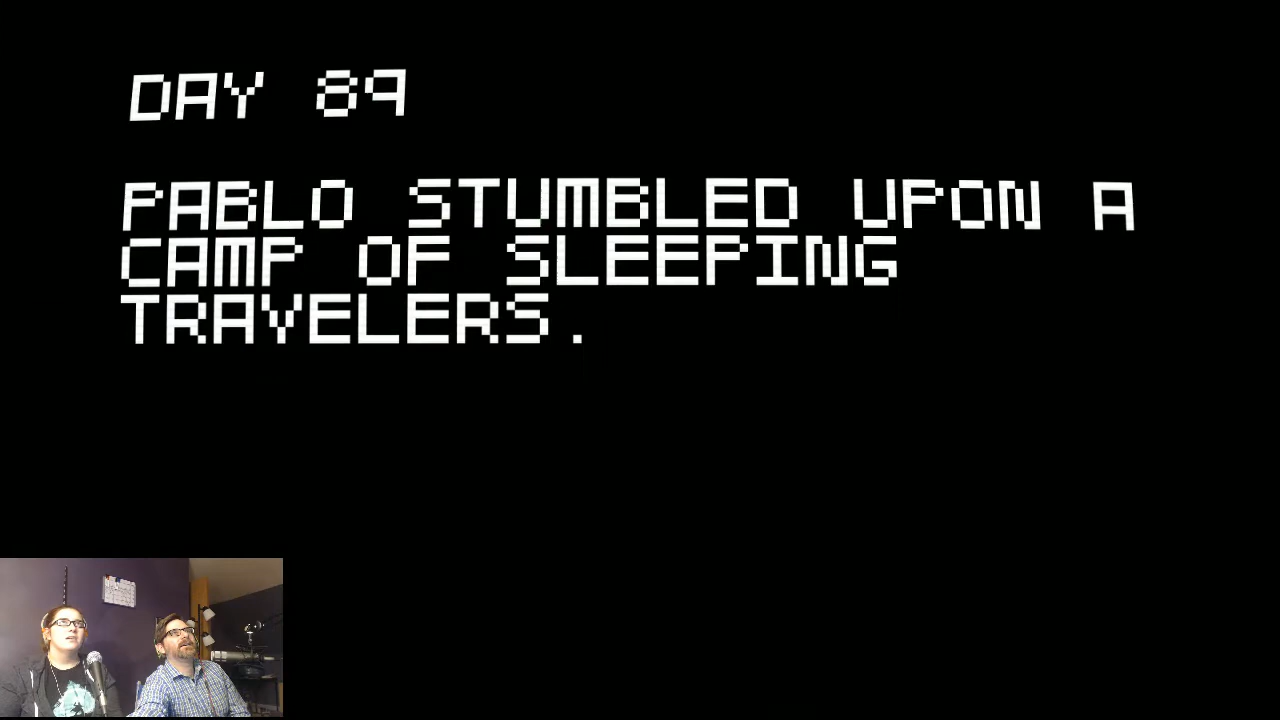 DAY 89
PABLO STUMBLED UPON A
CAMP OF SLEEPING
TRAVELERS.